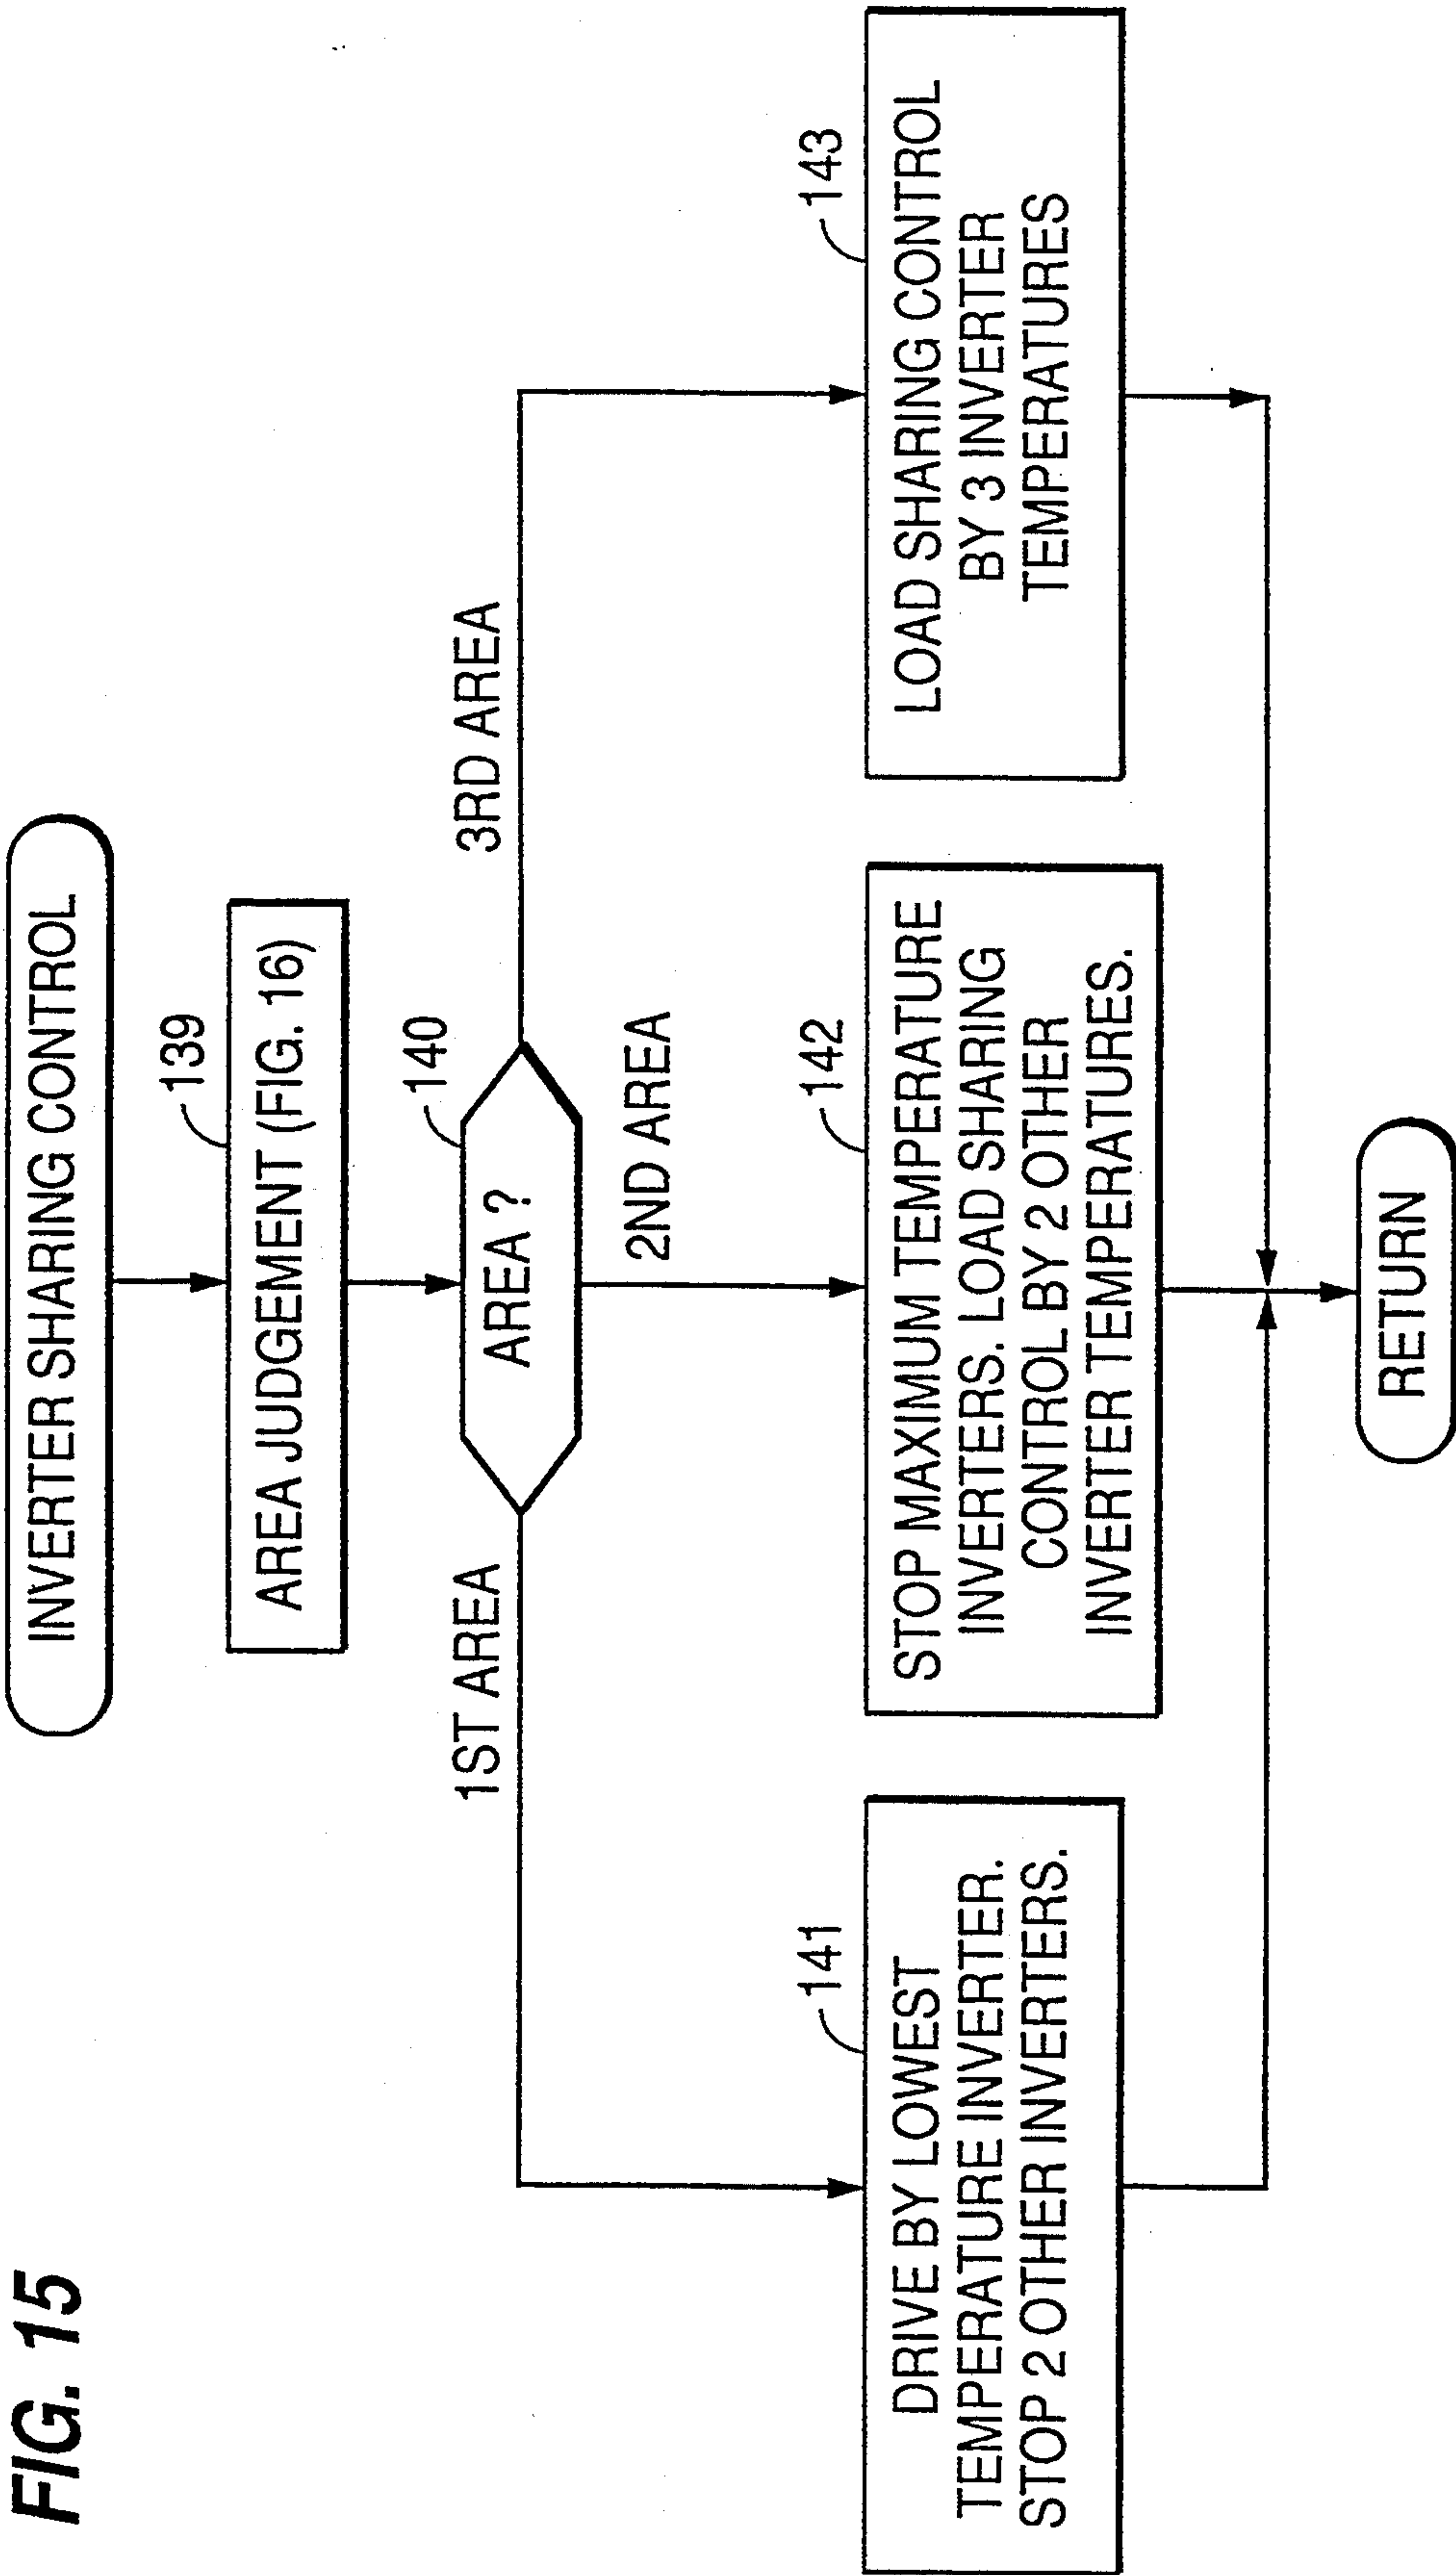 FIG. 15
INVERTER SHARING CONTROL
139
AREA JUDGEMENT (FIG. 16)
140
AREA ?
1ST AREA
2ND AREA
3RD AREA
141
DRIVE BY LOWEST
TEMPERATURE INVERTER.
STOP 2 OTHER INVERTERS.
142
STOP MAXIMUM TEMPERATURE
INVERTERS. LOAD SHARING
CONTROL BY 2 OTHER
INVERTER TEMPERATURES.
143
LOAD SHARING CONTROL
BY 3 INVERTER
TEMPERATURES
RETURN